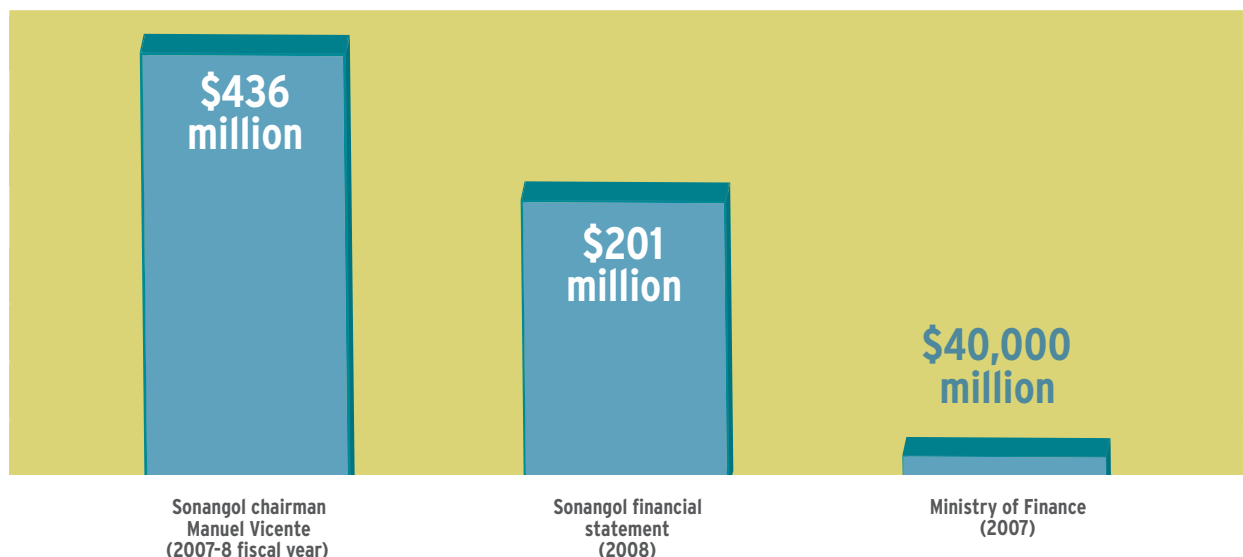 $436
million
$201
million
$40,000
million
Sonangol chairman
Manuel Vicente
(2007-8 fiscal year)
Sonangol financial
statement
(2008)
Ministry of Finance
(2007)